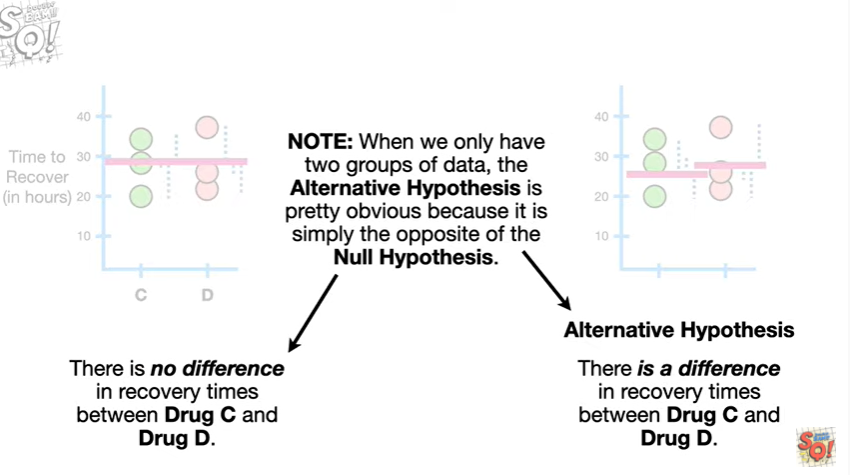 NOTE: When we only have
two groups of data, the
Alternative Hypothesis is
pretty obvious because it is
simply the opposite of the
Null Hypothesis.
Time to
Recover
(in hours)
40
30
20
10
C
D
40
30
20
10
There is no difference
in recovery times
between Drug C and
Drug D.
Alternative Hypothesis
There is a difference
in recovery times
between Drug C and
Drug D.